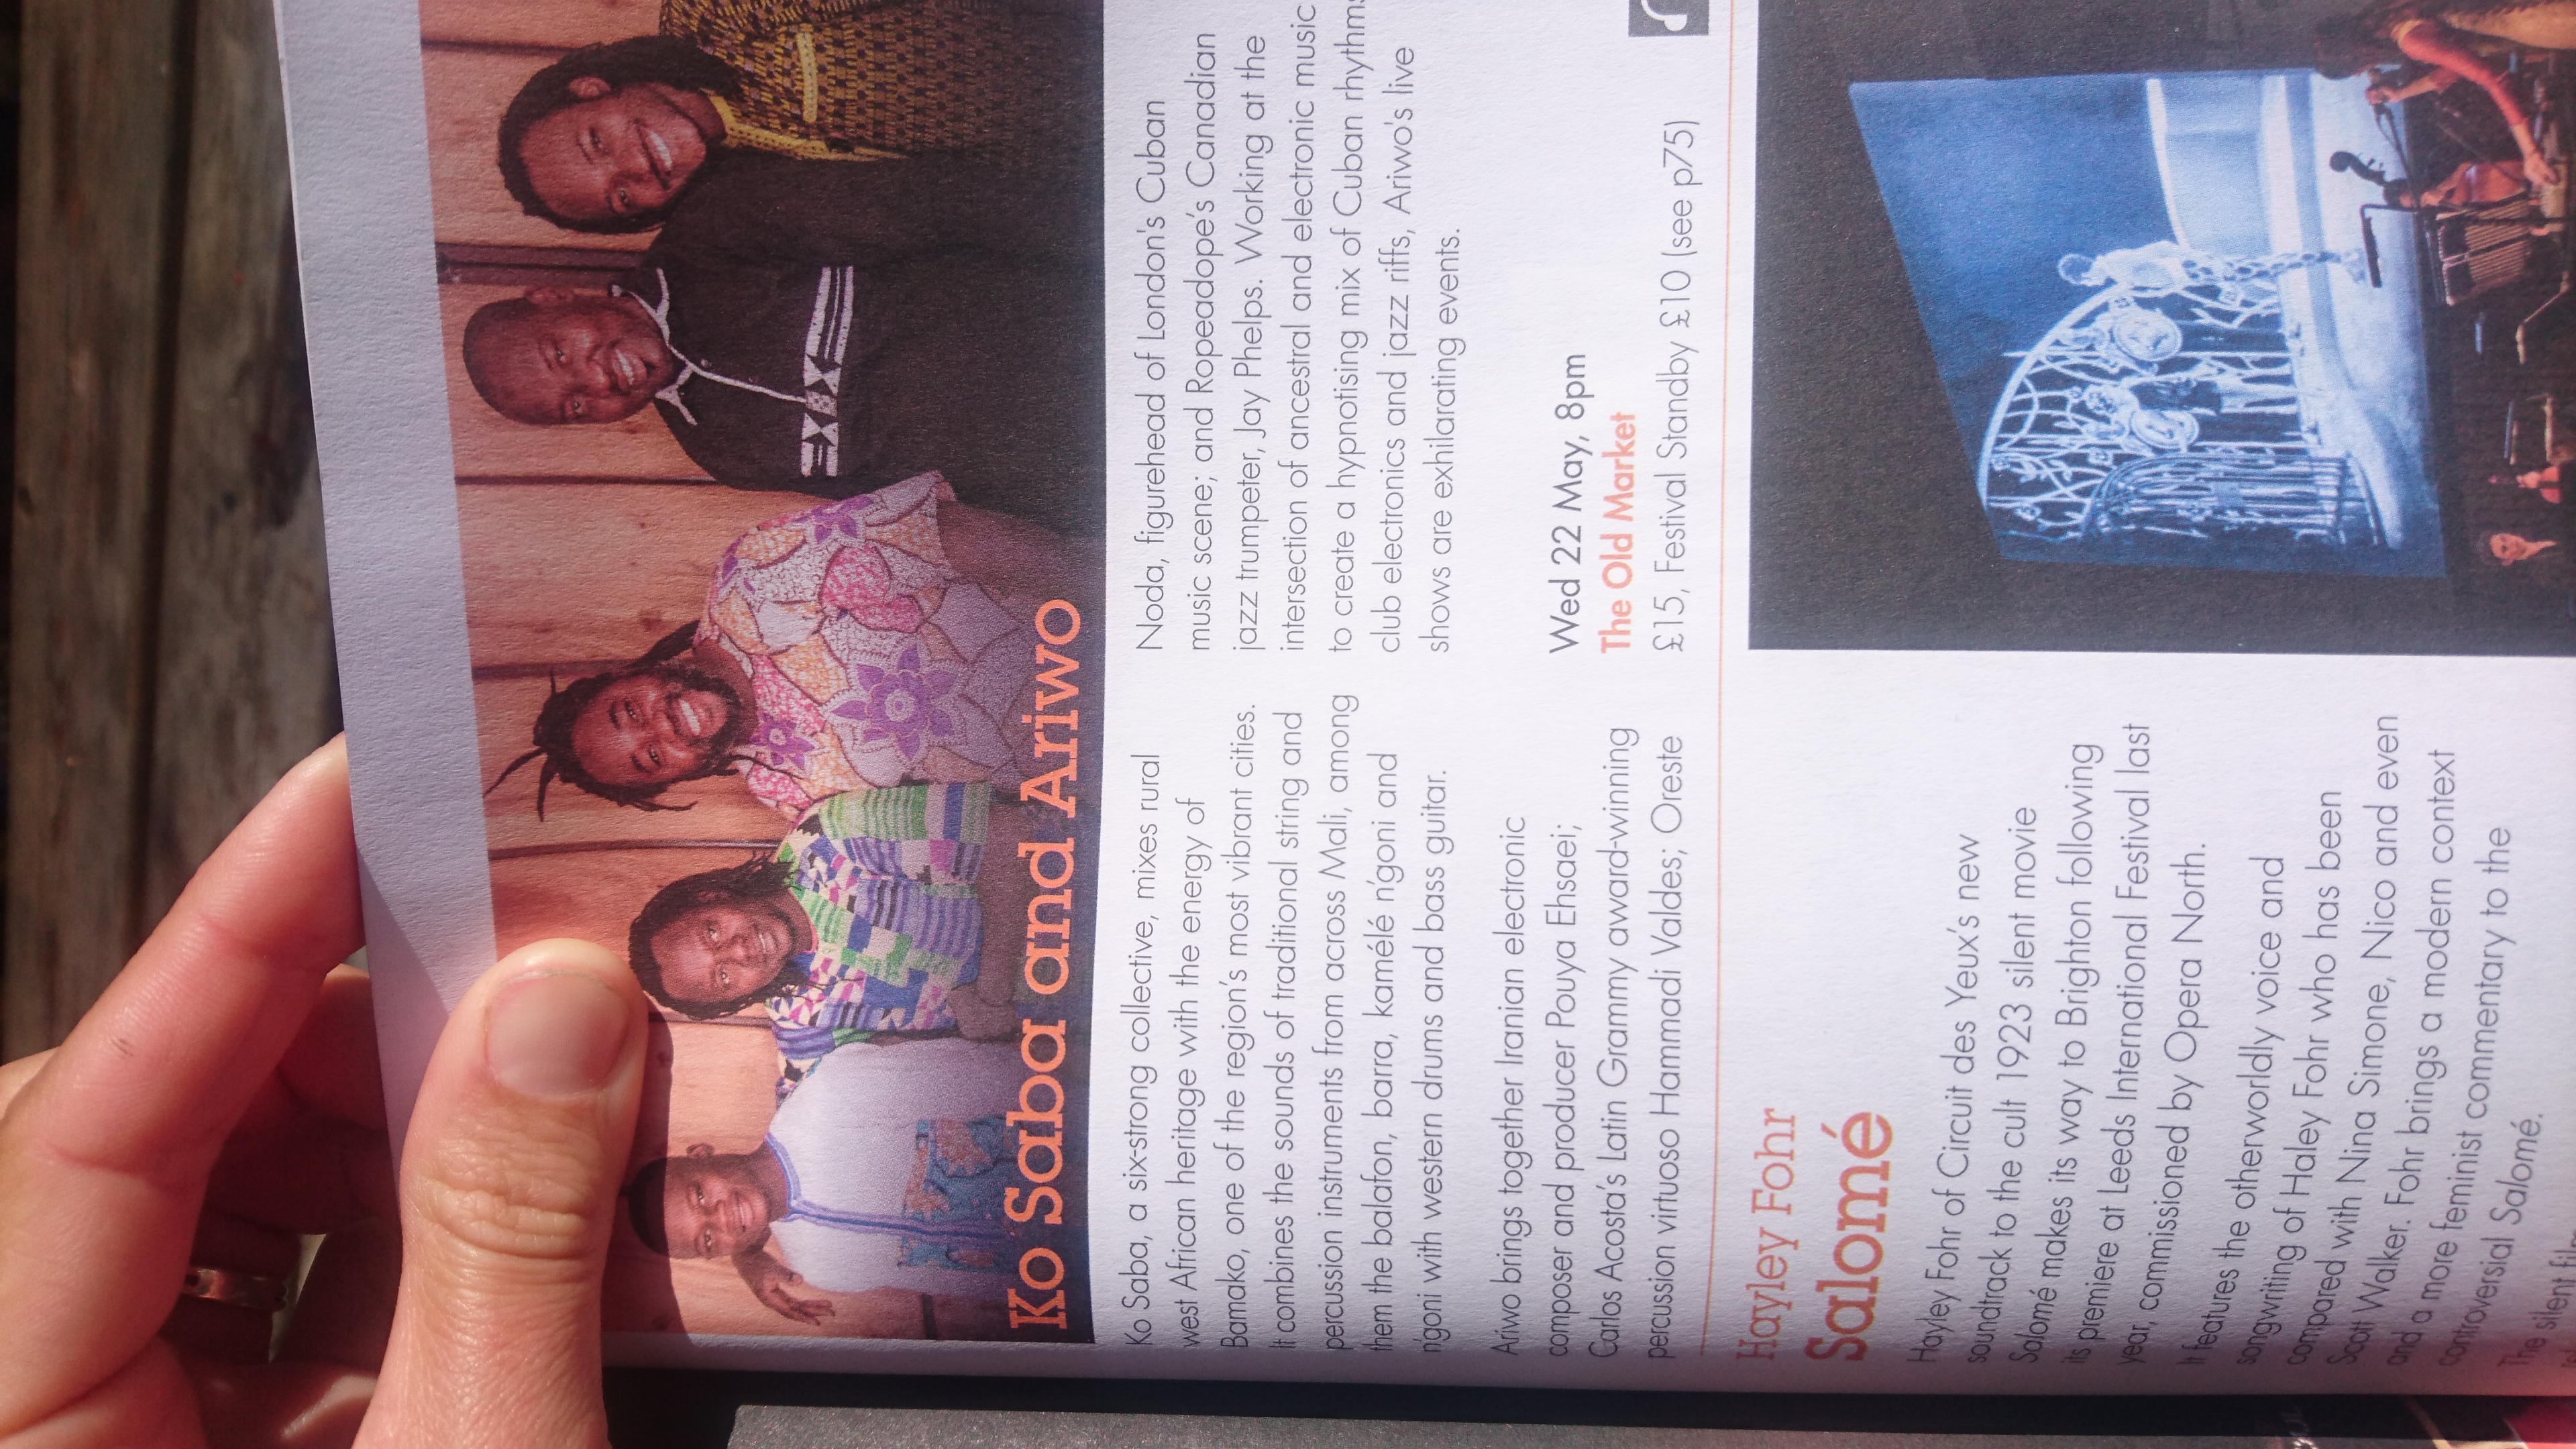 Ko Saba and Ariwo
Ko Saba, a six-strong collective, mixes rural
west African heritage with the energy of
Bamako, one of the region's most vibrant cities.
It combines the sounds of traditional string and
percussion instruments from across Mali, among
them the balafon, barra, kamélé n'goni and
n'goni with western drums and bass guitar.
Ariwo brings together Iranian electronic
composer and producer Pouya Ehsaei;
Carlos Acosta's Latin Grammy award-winning
percussion virtuoso Hammadi Valdes; Oreste
Noda, figurehead of London's Cuban
music scene; and Ropeadope's Canadian
jazz trumpeter, Jay Phelps. Working at the
intersection of ancestral and electronic music
to create a hypnotising mix of Cuban rhythms
club electronics and jazz riffs, Ariwo's live
shows are exhilarating events.
Wed 22 May, 8pm
The Old Market
£15, Festival Standby £10 (see p75)
Hayley Fohr
Salomé
Hayley Fohr of Circuit des Yeux's new
soundtrack to the cult 1923 silent movie
Salomé makes its way to Brighton following
its premiere at Leeds International Festival last
year, commissioned by Opera North.
It features the otherworldly voice and
songwriting of Haley Fohr who has been
compared with Nina Simone, Nico and even
Scott Walker. Fohr brings a modern context
and a more feminist commentary to the
controversial Salomé.
The silent